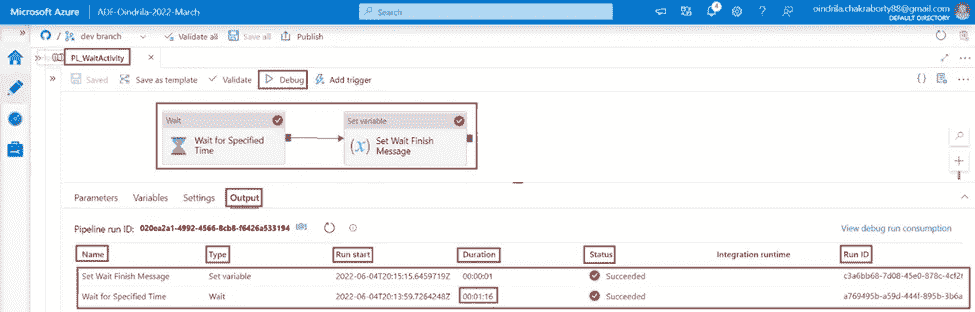 Microsoft Azure ADF-Oindrila-2022-March Search oindrila.chakraborty88@gmail.com
DEFAULT DIRECTORY
dev branch Validate all Save all Publish
PL_WaitActivity
Saved Save as template Validate Debug Add trigger
Wait Set variable
Wait for Specified Time Set Wait Finish Message
Parameters Variables Settings Output
Pipeline run ID: 020ea2a1-4992-4566-8cb8-f6426a533194 View debug run consumption
Name Type Run start Duration Status Integration runtime Run ID
Set Wait Finish Message Set variable 2022-06-04T20:15:15.6459719Z 00:00:01 Succeeded c3a6bb68-7d08-45e0-878c-4cf2f
Wait for Specified Time Wait 2022-06-04T20:13:59.7264248Z 00:01:16 Succeeded a769495b-a59d-444f-895b-3b6a